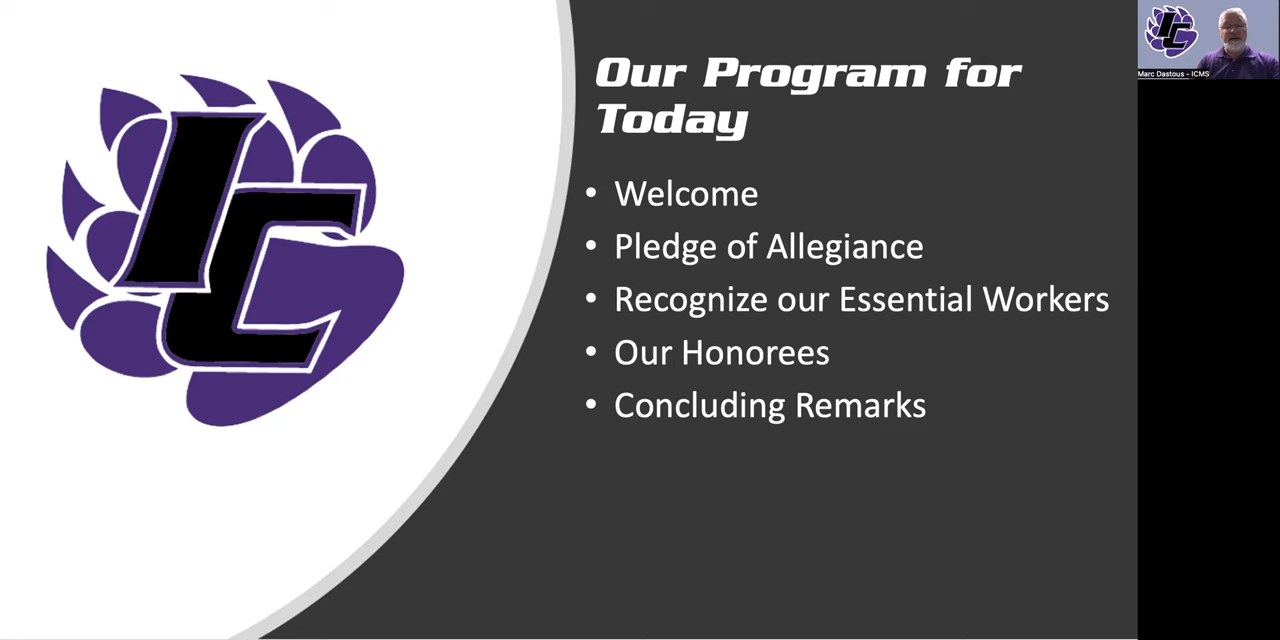 Our Program for
Today
• Welcome
• Pledge of Allegiance
• Recognize our Essential Workers
• Our Honorees
• Concluding Remarks
IC
IC
Marc Dastous - ICMS